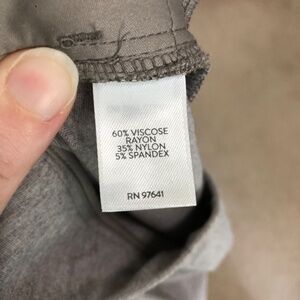 60% VISCOSE
RAYON
35% NYLON
5% SPANDEX
RN 97641